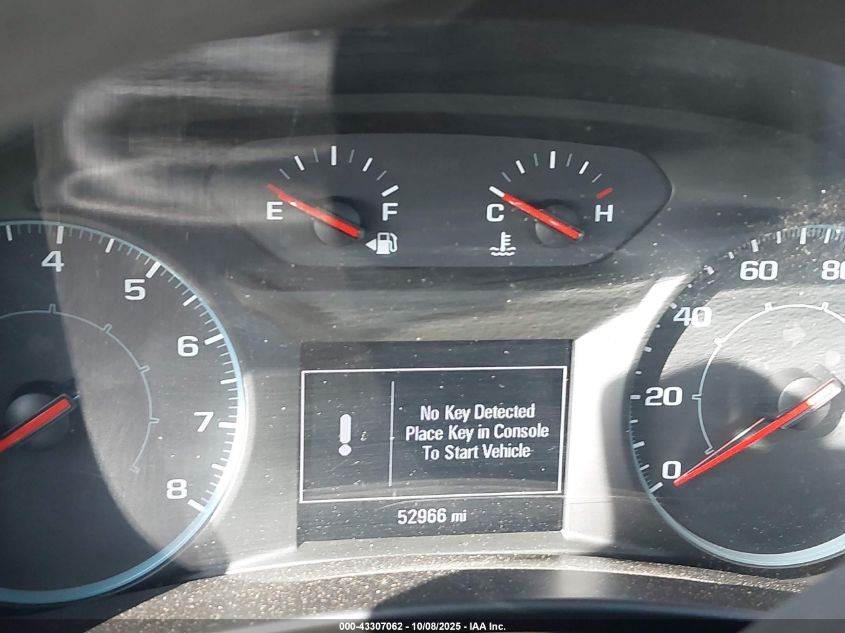 E F
C H
4
5
6
7
8
0
20
40
60
80
No Key Detected
Place Key in Console
To Start Vehicle
52966 mi
000-43307062 - 10/08/2025 - IAA Inc.